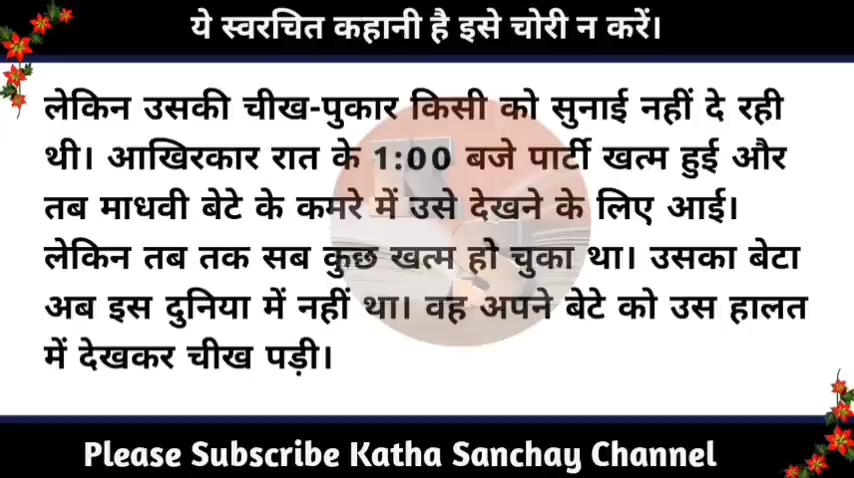 ये स्वरचित कहानी है इसे चोरी न करें।
लेकिन उसकी चीख-पुकार किसी को सुनाई नहीं दे रही
थी। आखिरकार रात के 1:00 बजे पार्टी खत्म हुई और
तब माधवी बेटे के कमरे में उसे देखने के लिए आई।
लेकिन तब तक सब कुछ खत्म हो चुका था। उसका बेटा
अब इस दुनिया में नहीं था। वह अपने बेटे को उस हालत
में देखकर चीख पड़ी।
Please Subscribe Katha Sanchay Channel